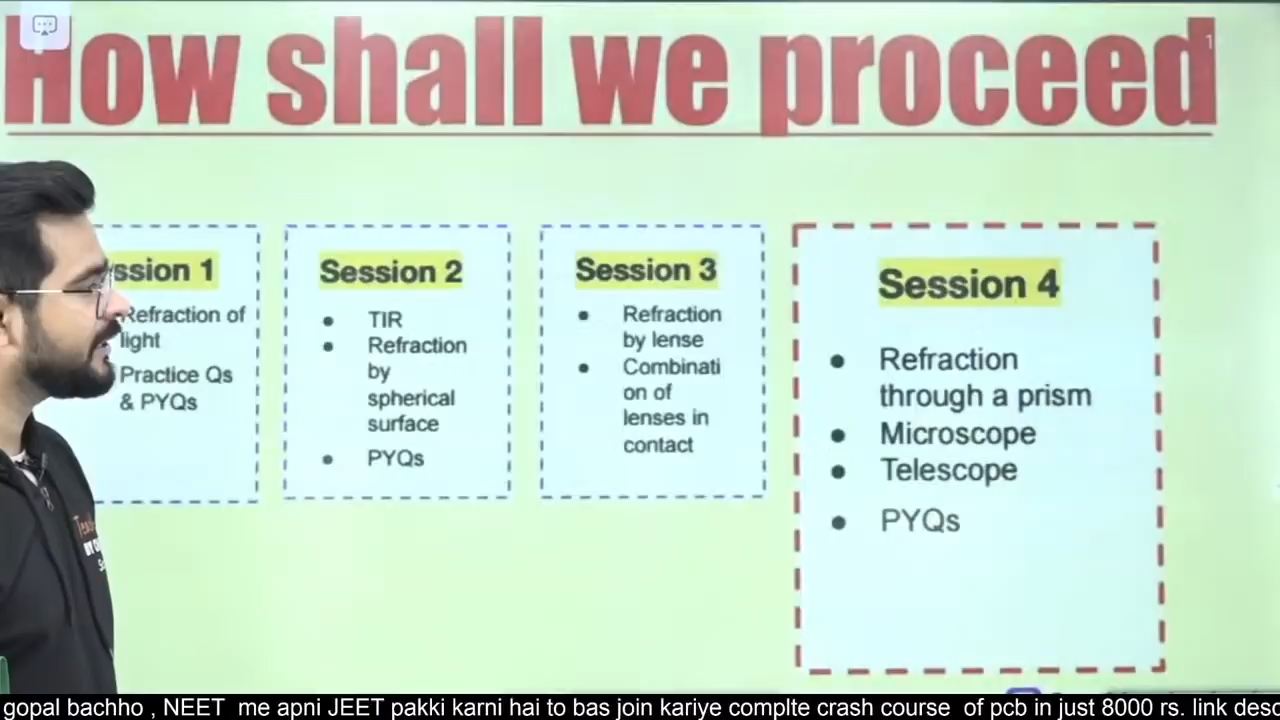 How shall we proceed
1
ssion 1
Refraction of
light
Practice Qs
& PYQs
Session 2
TIR
Refraction
by
spherical
surface
PYQs
Session 3
Refraction
by lense
Combinati
on of
lenses in
contact
Session 4
Refraction
through a prism
Microscope
Telescope
PYQs
gopal bachho , NEET me apni JEET pakki karni hai to bas join kariye complte crash course of pcb in just 8000 rs. link desc